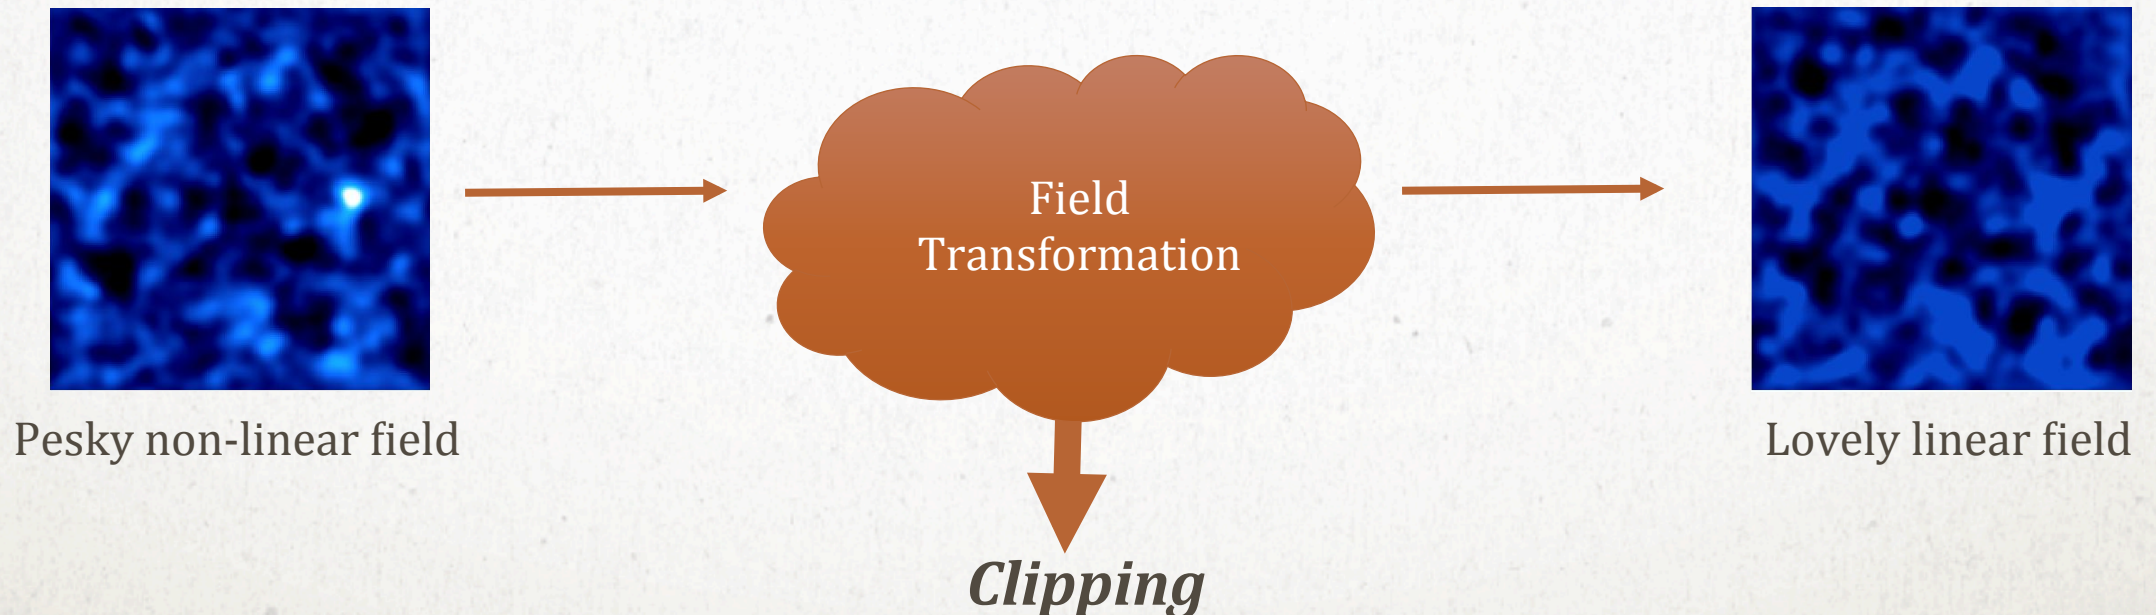 Field
Transformation
Pesky non-linear field
Lovely linear field
Clipping